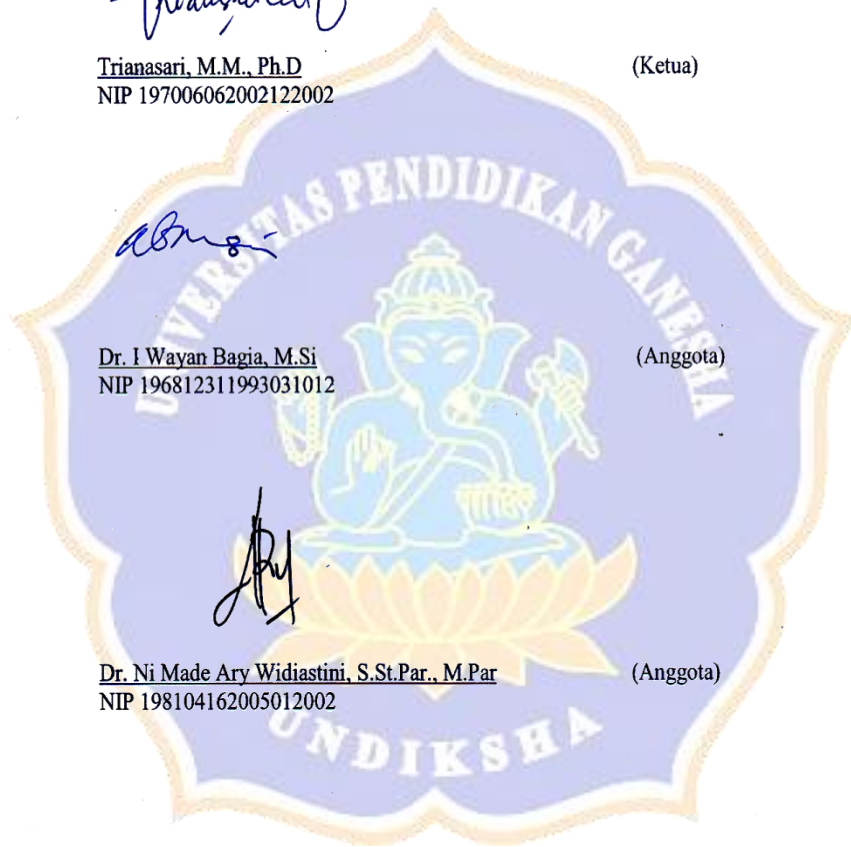 Trianasari, M.M., Ph.D (Ketua)
NIP 197006062002122002
UNIVERSITAS PENDIDIKAN GANESHA
Dr. I Wayan Bagia, M.Si (Anggota)
NIP 196812311993031012
Dr. Ni Made Ary Widiastini, S.St.Par., M.Par (Anggota)
NIP 198104162005012002
UNDIKSHA